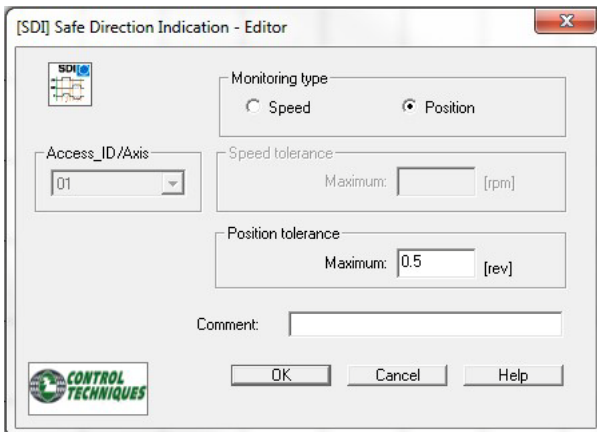 [SDI] Safe Direction Indication - Editor
SDI
Monitoring type
Speed
Position
Access_ID/Axis
01
Speed tolerance
Maximum:
[rpm]
Position tolerance
Maximum: 0.5 [rev]
Comment:
CONTROL
TECHNIQUES
OK
Cancel
Help